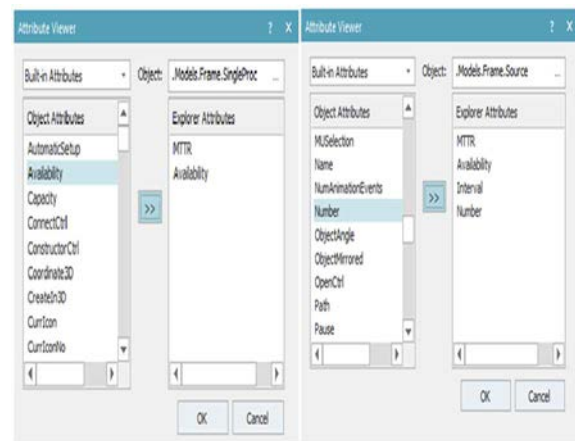 Attribute Viewer ? X
Built-in Attributes Object: .Models.Frame.SingleProc ...
Object Attributes
AutomaticSetup
Availability
Capacity
ConnectCtrl
ConstructorCtrl
Coordinate3D
CreateIn3D
CurrIcon
CurrIconNo
>>
Explorer Attributes
MTTR
Availability
OK Cancel
Attribute Viewer ? X
Built-in Attributes Object: .Models.Frame.Source ...
Object Attributes
MUSelection
Name
NumAnimationEvents
Number
ObjectAngle
ObjectMirrored
OpenCtrl
Path
Pause
>>
Explorer Attributes
MTTR
Availability
Interval
Number
OK Cancel